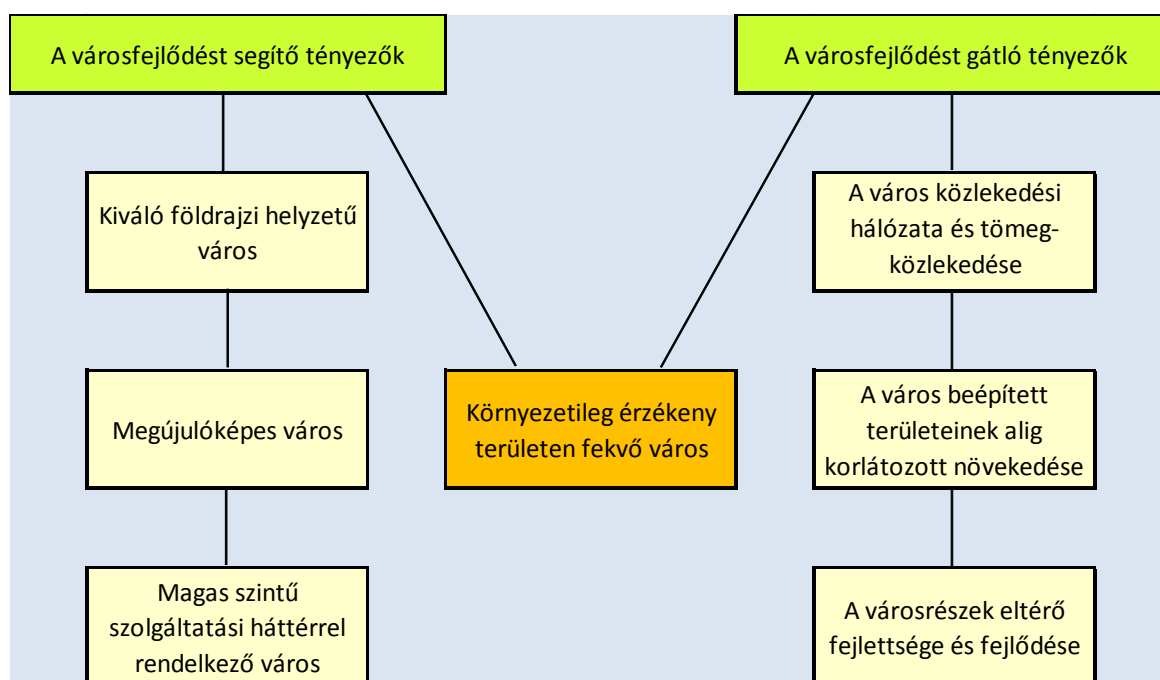 A városfejlődést segítő tényezők
A városfejlődést gátló tényezők
Kiváló földrajzi helyzetű
város
A város közlekedési
hálózata és tömeg-
közlekedése
Megújulóképes város
Környezetileg érzékeny
területen fekvő város
A város beépített
területeinek alig
korlátozott növekedése
Magas szintű
szolgáltatási háttérrel
rendelkező város
A városrészek eltérő
fejlettsége és fejlődése